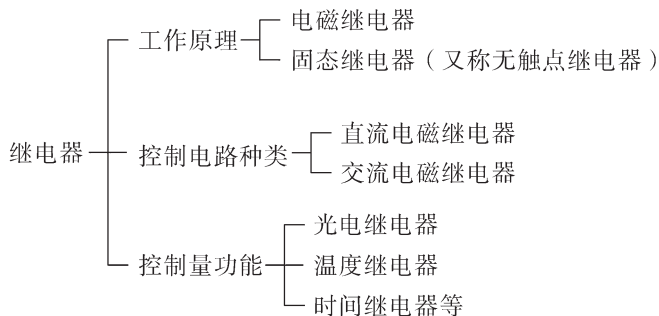 继电器
工作原理
电磁继电器
固态继电器（又称无触点继电器）
控制电路种类
直流电磁继电器
交流电磁继电器
控制量功能
光电继电器
温度继电器
时间继电器等